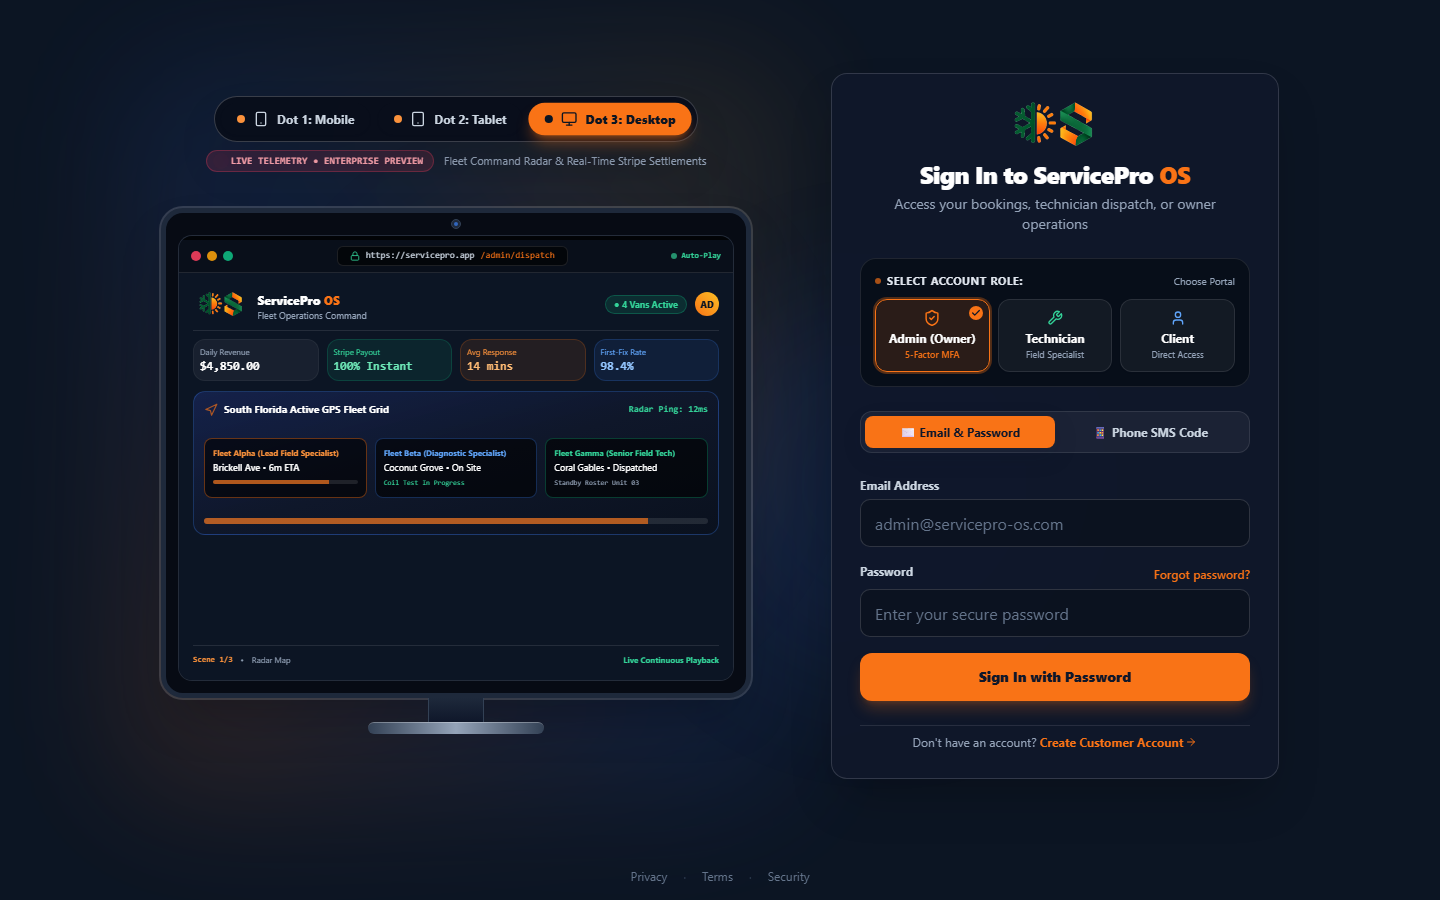 Dot 1: Mobile
Dot 2: Tablet
Dot 3: Desktop
LIVE TELEMETRY • ENTERPRISE PREVIEW
Fleet Command Radar & Real-Time Stripe Settlements
https://servicepro.app/admin/dispatch
Auto-Play
ServicePro OS
Fleet Operations Command
4 Vans Active
AD
Daily Revenue
$4,850.00
Stripe Payout
100% Instant
Avg Response
14 mins
First-Fix Rate
98.4%
South Florida Active GPS Fleet Grid
Radar Ping: 12ms
Fleet Alpha (Lead Field Specialist)
Brickell Ave • 6m ETA
Fleet Beta (Diagnostic Specialist)
Coconut Grove • On Site
Coil Test In Progress
Fleet Gamma (Senior Field Tech)
Coral Gables • Dispatched
Standby Roster Unit 03
Scene 1/3 • Radar Map
Live Continuous Playback
Sign In to ServicePro OS
Access your bookings, technician dispatch, or owner
operations
SELECT ACCOUNT ROLE:
Choose Portal
Admin (Owner)
5-Factor MFA
Technician
Field Specialist
Client
Direct Access
Email & Password
Phone SMS Code
Email Address
admin@servicepro-os.com
Password
Forgot password?
Enter your secure password
Sign In with Password
Don't have an account? Create Customer Account →
Privacy · Terms · Security